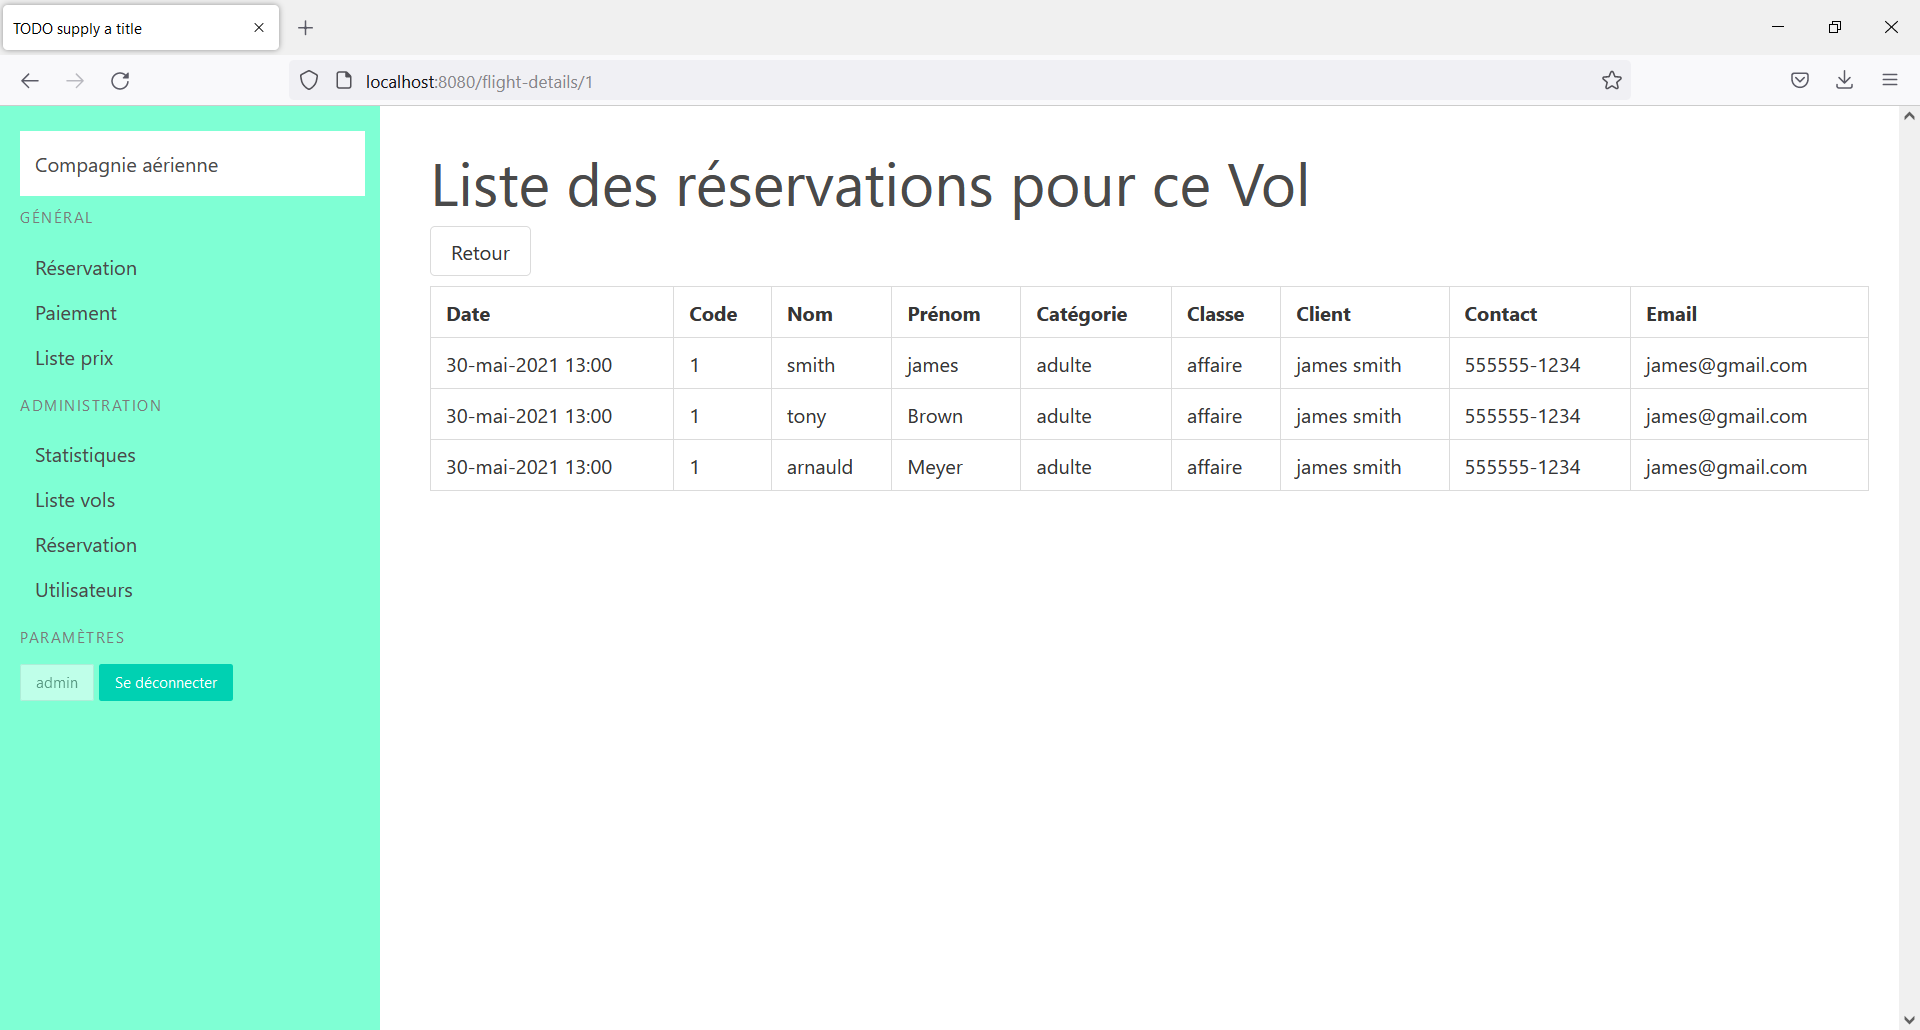 TODO supply a title
localhost:8080/flight-details/1
Compagnie aérienne
GÉNÉRAL
Réservation
Paiement
Liste prix
ADMINISTRATION
Statistiques
Liste vols
Réservation
Utilisateurs
PARAMÈTRES
admin Se déconnecter
Liste des réservations pour ce Vol
Retour
Date Code Nom Prénom Catégorie Classe Client Contact Email
30-mai-2021 13:00 1 smith james adulte affaire james smith 555555-1234 james@gmail.com
30-mai-2021 13:00 1 tony Brown adulte affaire james smith 555555-1234 james@gmail.com
30-mai-2021 13:00 1 arnauld Meyer adulte affaire james smith 555555-1234 james@gmail.com